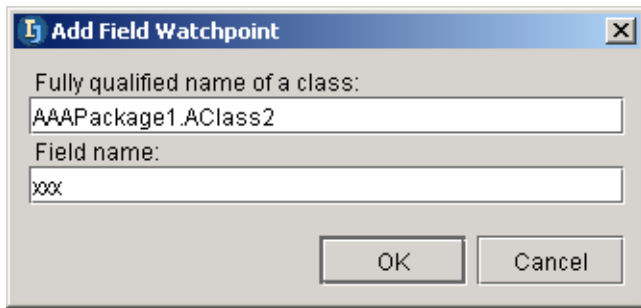 Add Field Watchpoint
Fully qualified name of a class:
AAAPackage1.AClass2
Field name:
xxx
OK Cancel